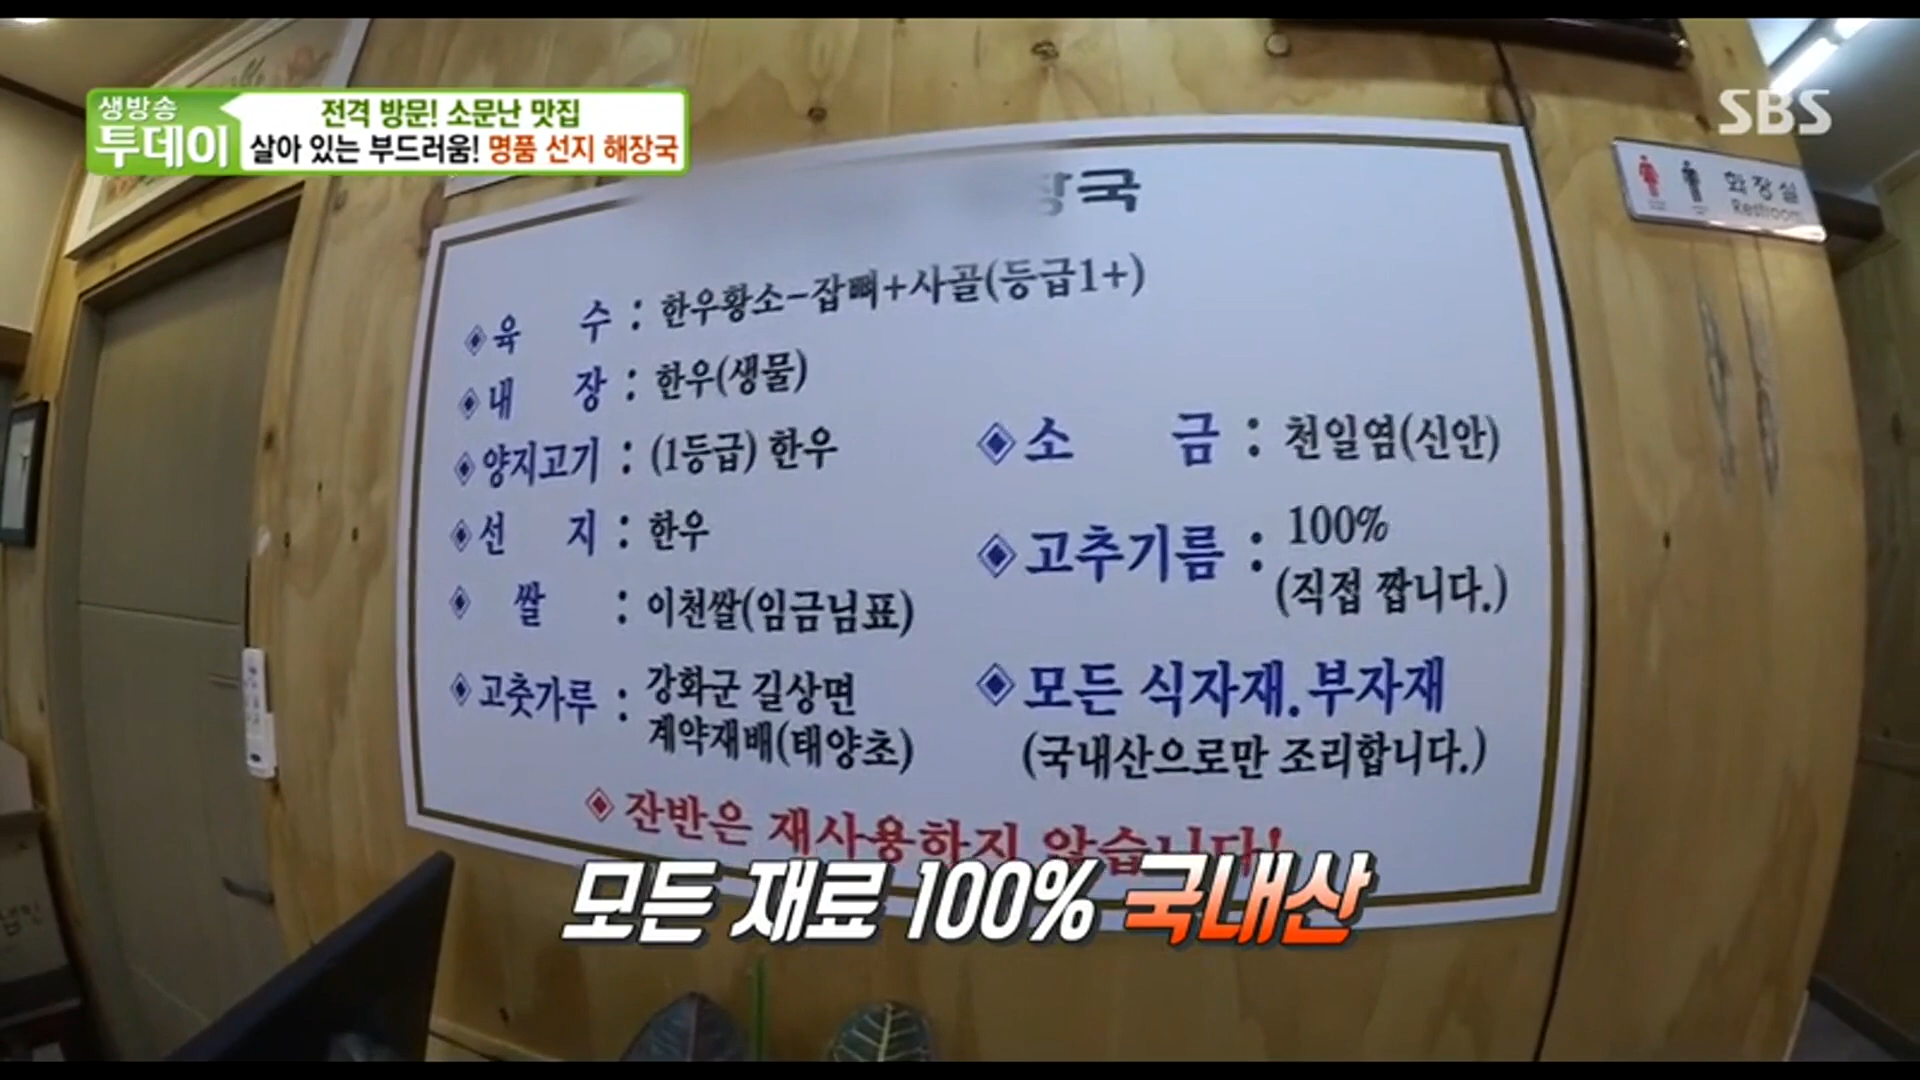 생방송
투데이
전격 방문! 소문난 맛집
살아 있는 부드러움! 명품 선지 해장국
SBS
화장실
Restroom
장국
◈육 수 : 한우황소-잡뼈+사골(등급1+)
◈내 장 : 한우(생물)
◈양지고기 : (1등급) 한우
◈선 지 : 한우
◈쌀 : 이천쌀(임금님표)
◈고춧가루 : 강화군 길상면
계약재배(태양초)
◈소 금 : 천일염(신안)
◈고추기름 : 100%
(직접 짭니다.)
◈모든 식자재.부자재
(국내산으로만 조리합니다.)
◈잔반은 재사용하지 않습니다!
모든 재료 100% 국내산